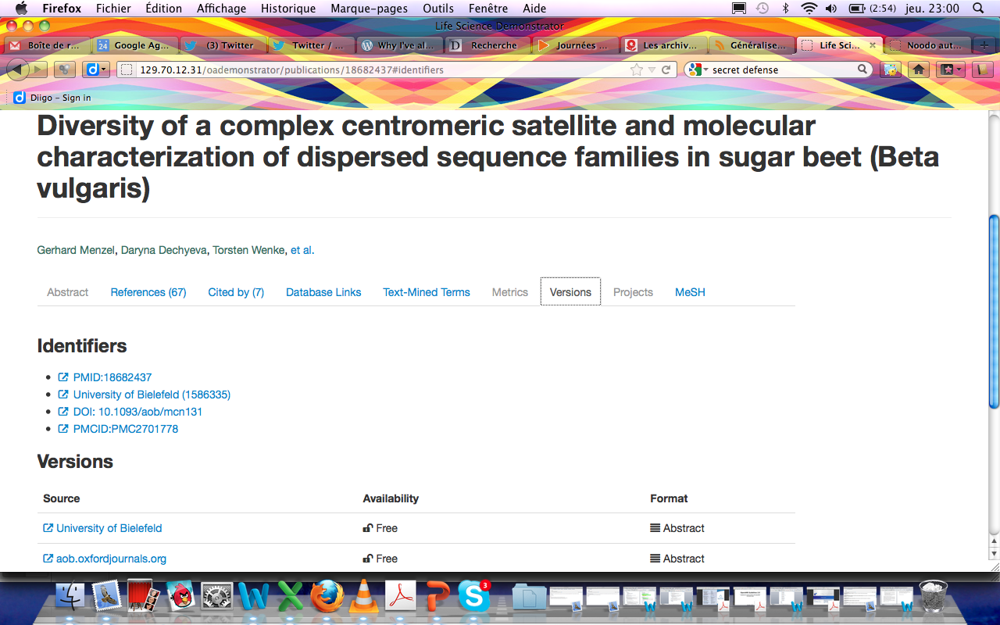 Firefox Fichier Édition Affichage Historique Marque-pages Outils Fenêtre Aide (2:54) jeu. 23:00
Life Science Demonstrator
Boîte de r... Google Ag... (3) Twitter Twitter / ... Why I've al... Recherche Journées ... Les archiv... Généralise... Life Sci... Noodo aut...
129.70.12.31/oademonstrator/publications/18682437#identifiers secret defense
Diigo - Sign in
Diversity of a complex centromeric satellite and molecular
characterization of dispersed sequence families in sugar beet (Beta
vulgaris)
Gerhard Menzel, Daryna Dechyeva, Torsten Wenke, et al.
Abstract References (67) Cited by (7) Database Links Text-Mined Terms Metrics Versions Projects MeSH
Identifiers
PMID:18682437
University of Bielefeld (1586335)
DOI: 10.1093/aob/mcn131
PMCID:PMC2701778
Versions
Source Availability Format
University of Bielefeld Free Abstract
aob.oxfordjournals.org Free Abstract
3